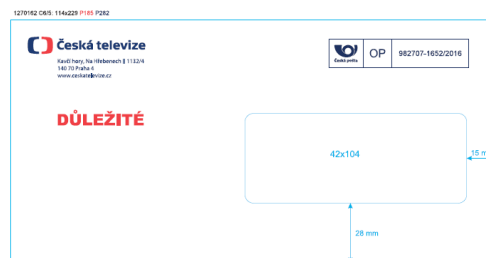 1270162 C6/5: 114x229 P185 P282
Česká televize
Kavčí hory, Na Hřebenech II 1132/4
140 70 Praha 4
www.ceskatelevize.cz
Česká pošta
OP
982707-1652/2016
DŮLEŽITÉ
42x104
15 m
28 mm